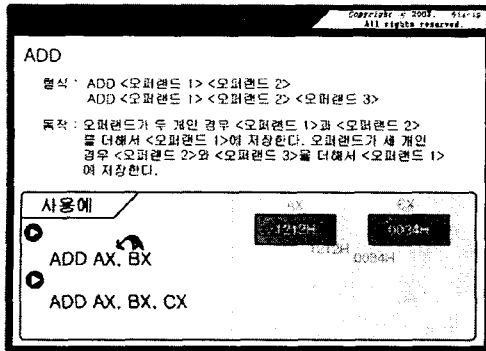 Copyright © 2003.
All rights reserved.
ADD
형식 : ADD <오퍼랜드 1> <오퍼랜드 2>
ADD <오퍼랜드 1> <오퍼랜드 2> <오퍼랜드 3>
동작 : 오퍼랜드가 두 개인 경우 <오퍼랜드 1>과 <오퍼랜드 2>
를 더해서 <오퍼랜드 1>에 저장한다. 오퍼랜드가 세 개인
경우 <오퍼랜드 2>와 <오퍼랜드 3>을 더해서 <오퍼랜드 1>
에 저장한다.
사용예
AX CX
1212H 0034H
1212H 0034H
ADD AX, BX
ADD AX, BX, CX